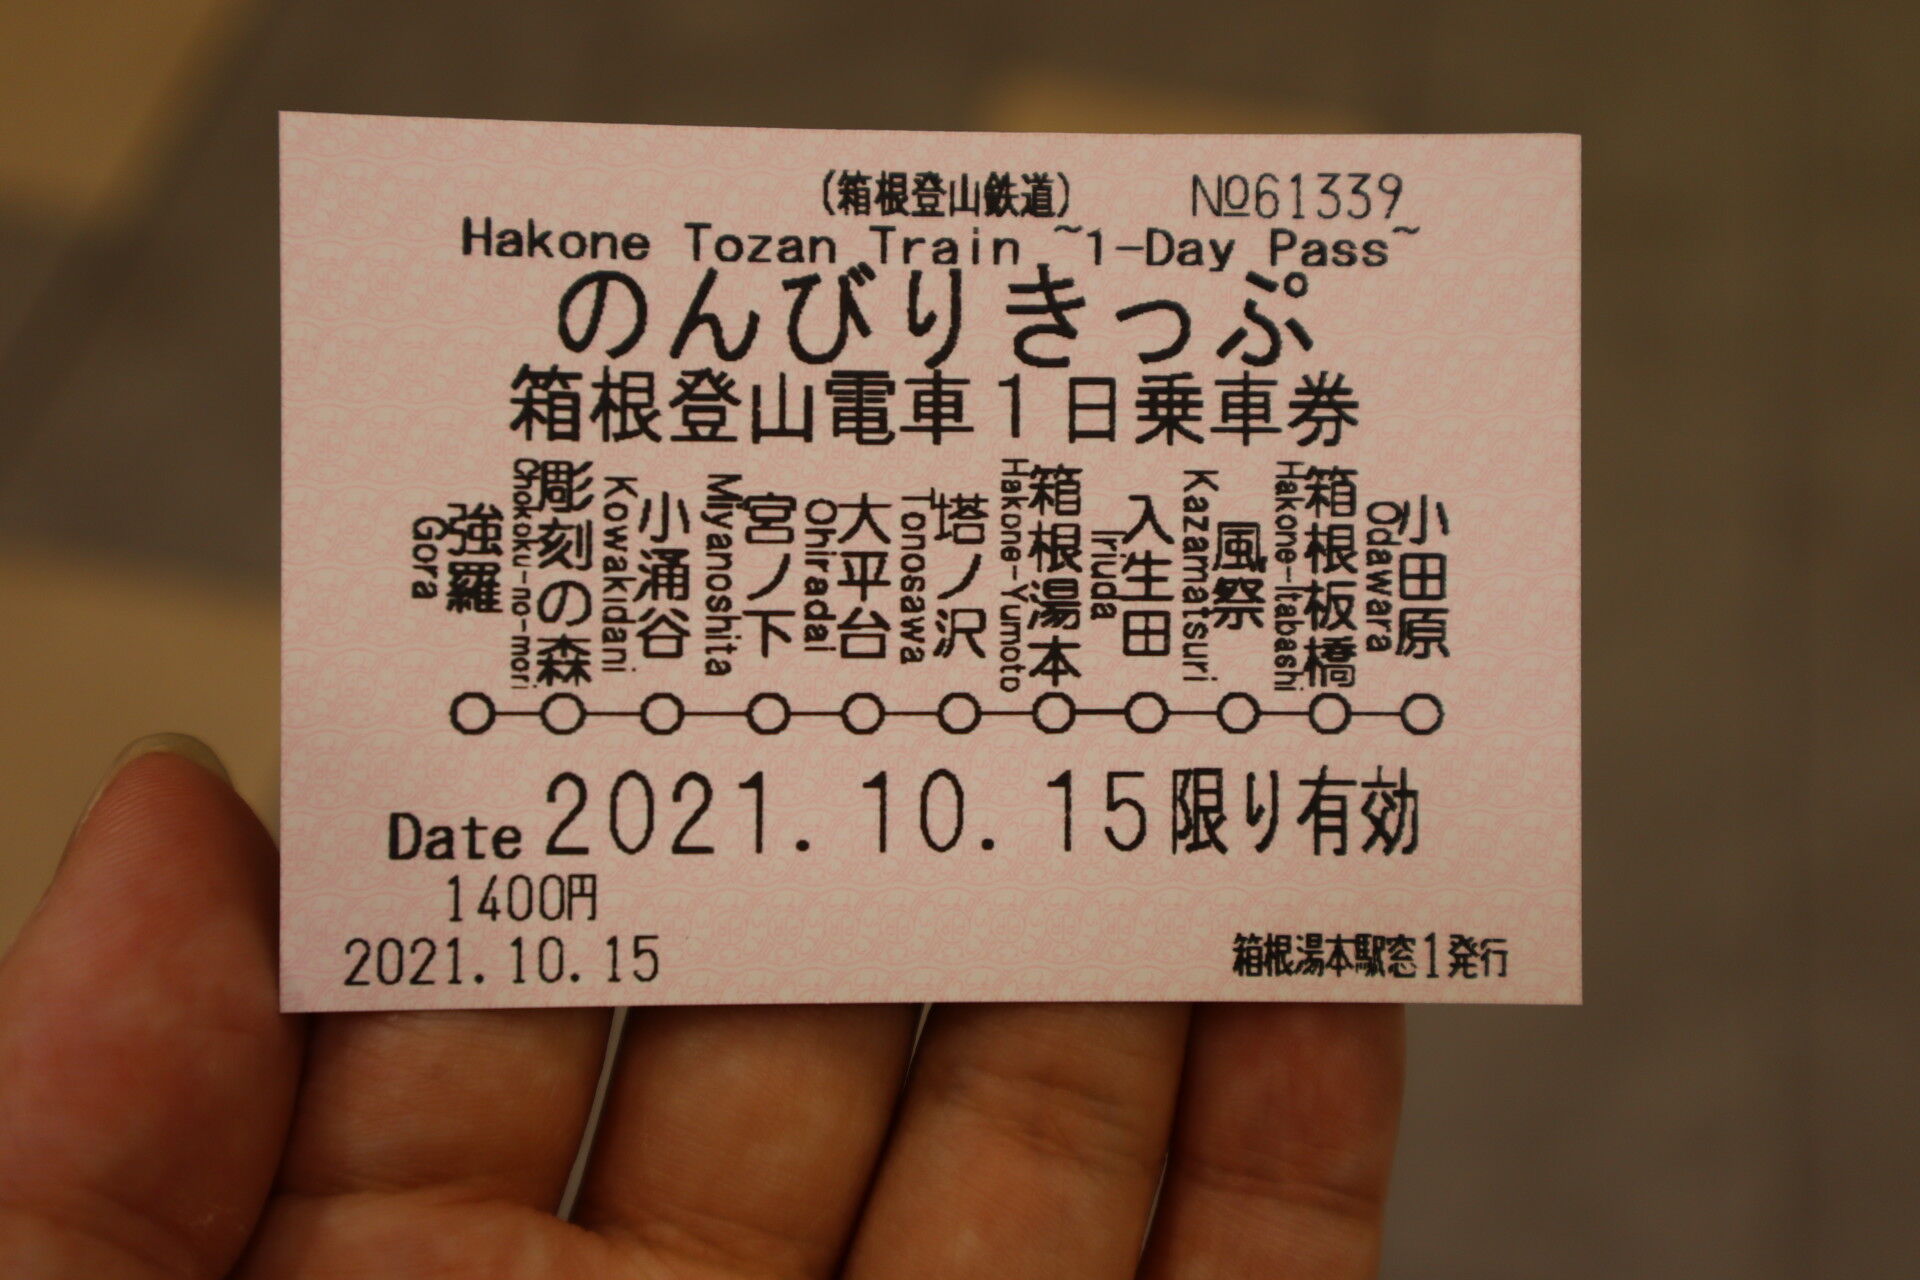 (箱根登山鉄道) №61339
Hakone Tozan Train ~1-Day Pass~
のんびりきっぷ
箱根登山電車1日乗車券
強羅 Gora
彫刻の森 Chokoku-no-mori
小涌谷 Kowakidani
宮ノ下 Miyanoshita
大平台 Ohiradai
塔ノ沢 Tonosawa
箱根湯本 Hakone-Yumoto
入生田 Iriuda
風祭 Kazamatsuri
箱根板橋 Hakone-Itabashi
小田原 Odawara
Date 2021.10.15限り有効
1400円
2021.10.15 箱根湯本駅窓1発行